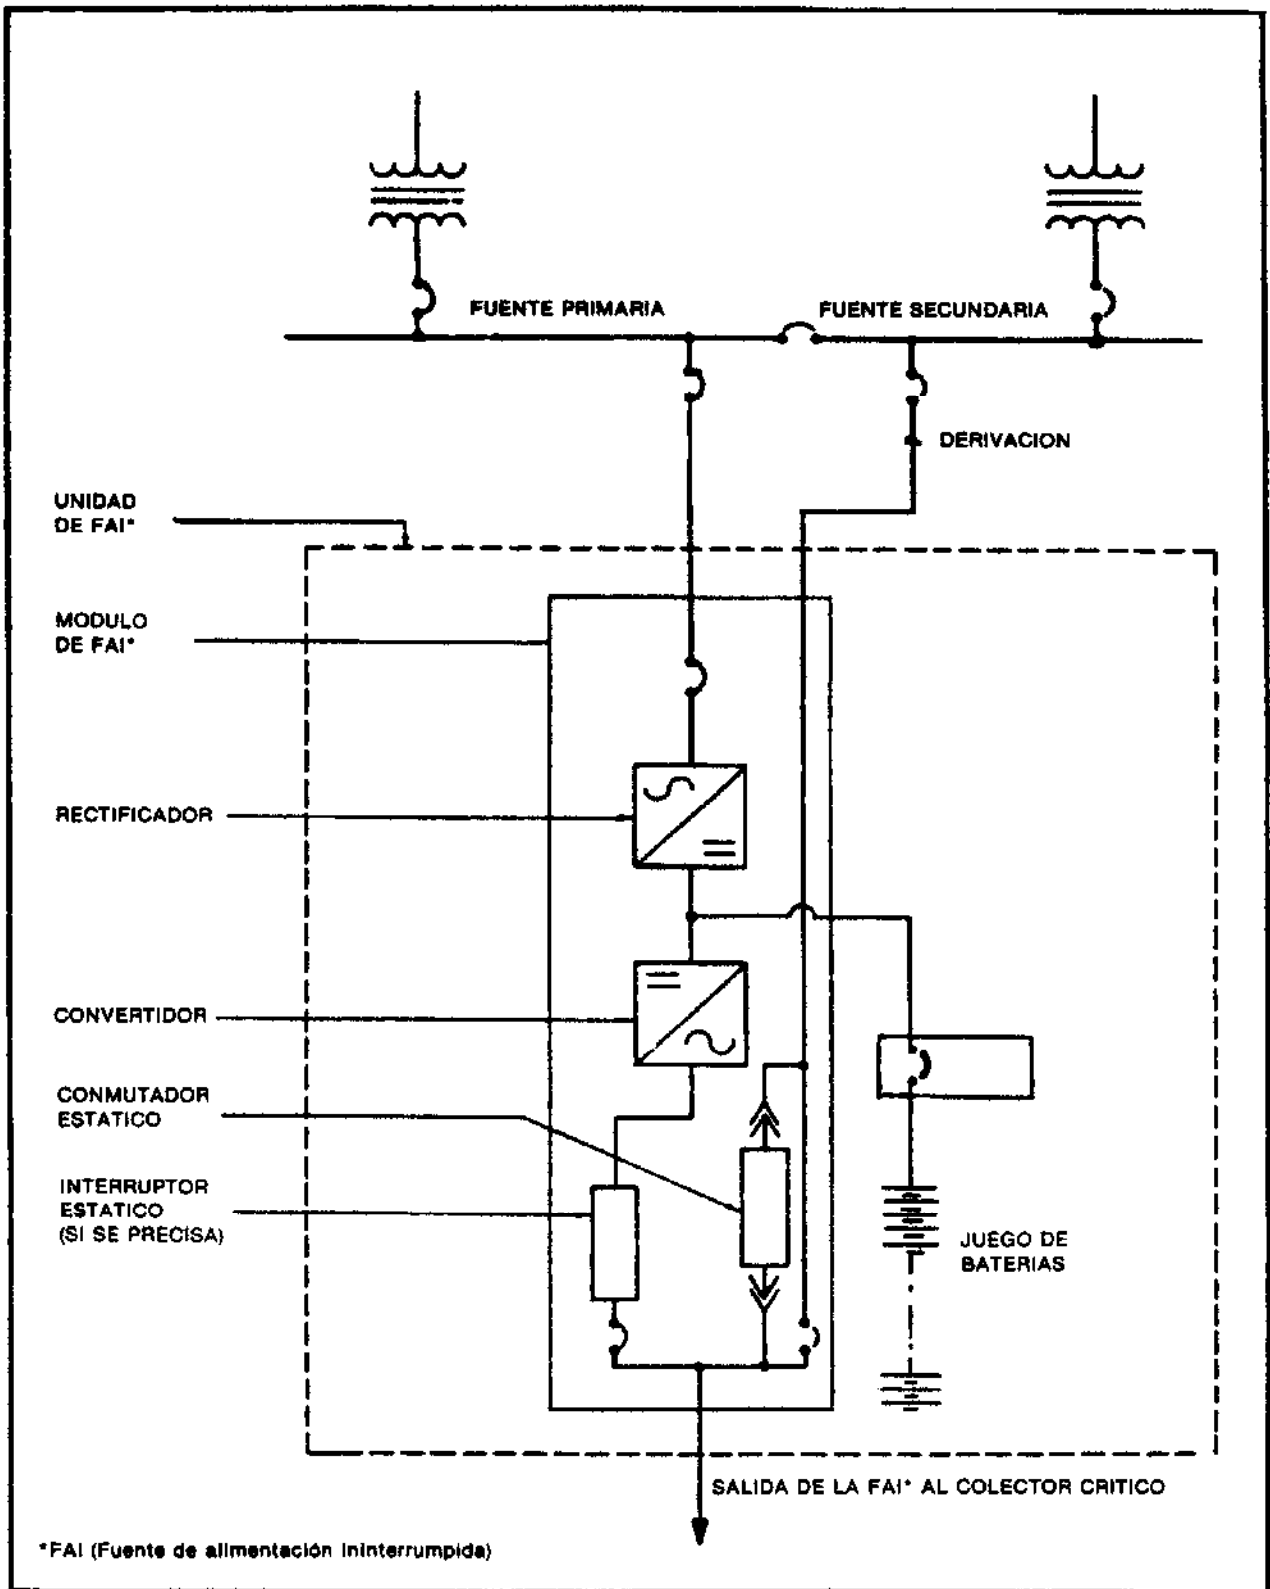 FUENTE PRIMARIA
FUENTE SECUNDARIA
DERIVACION
UNIDAD
DE FAI*
MODULO
DE FAI*
RECTIFICADOR
CONVERTIDOR
CONMUTADOR
ESTATICO
INTERRUPTOR
ESTATICO
(SI SE PRECISA)
JUEGO DE
BATERIAS
SALIDA DE LA FAI* AL COLECTOR CRITICO
*FAI (Fuente de alimentación ininterrumpida)